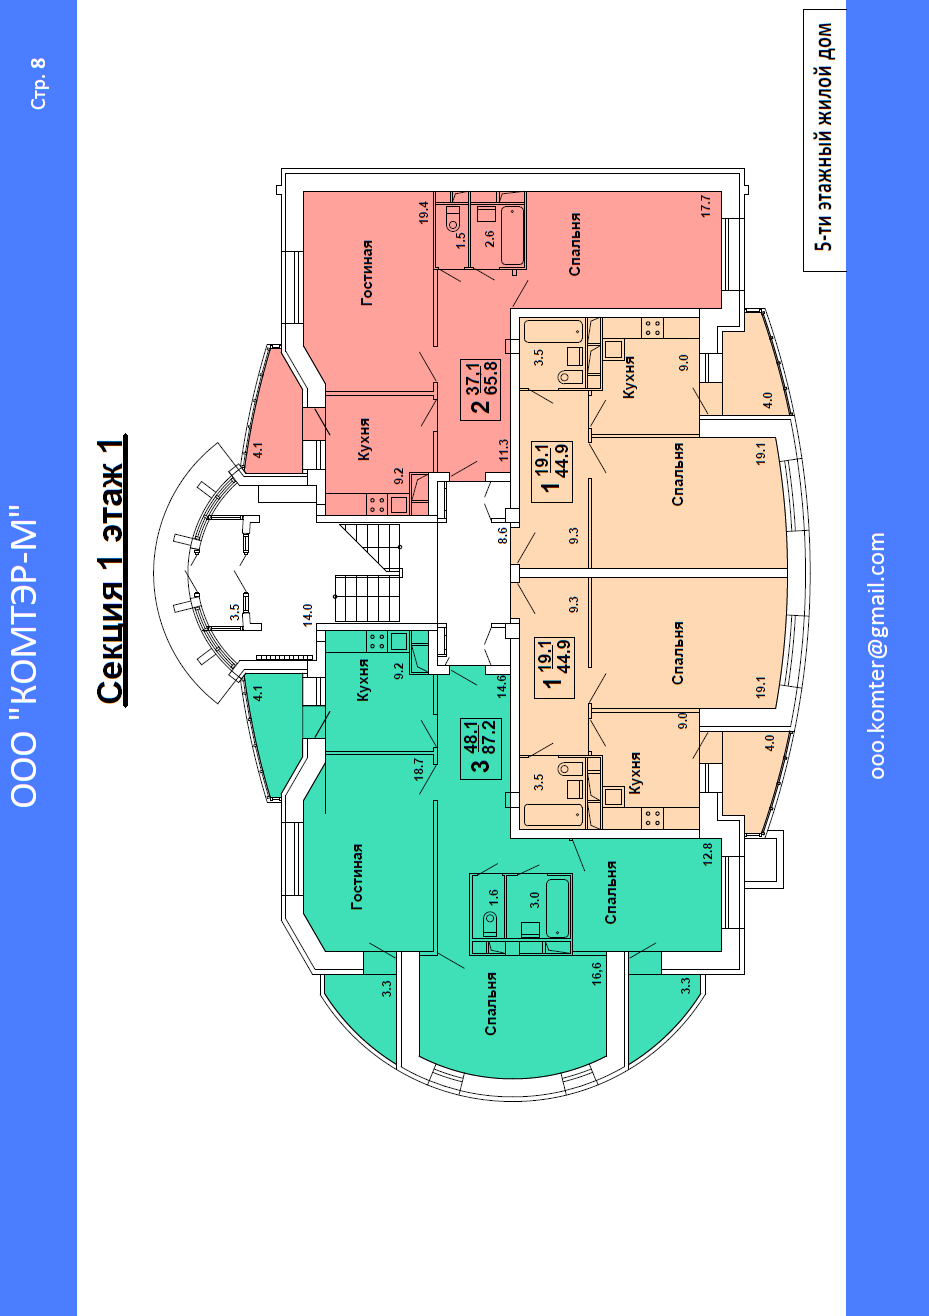 ООО "КОМТЭР-М"
Стр. 8
Секция 1 этаж 1
4.1
3.5
14.0
4.1
Гостиная
18.7
Кухня
9.2
Кухня
9.2
Гостиная
19.4
3
48.1
87.2
14.6
8.6
11.3
2
37,1
65.8
1.5
2.6
3.3
Спальня
16,6
1.6
3.0
Спальня
12.8
3.3
3.5
1
19.1
44.9
9.3
9.3
1
19.1
44.9
3.5
Спальня
17.7
Кухня
9.0
Спальня
19.1
Спальня
19.1
Кухня
9.0
4.0
4.0
5-ти этажный жилой дом
ooo.komter@gmail.com